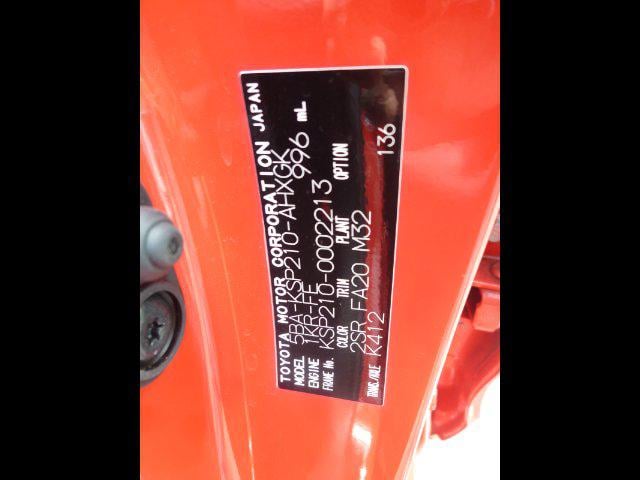 TOYOTA MOTOR CORPORATION JAPAN
MODEL 5BA-KSP210-AHXGK
ENGINE 1KR-FE 996 mL
FRAME No. KSP210-0002213
COLOR TRIM PLANT OPTION
2SR FA20 M32 136
TRNS./AXLE K412